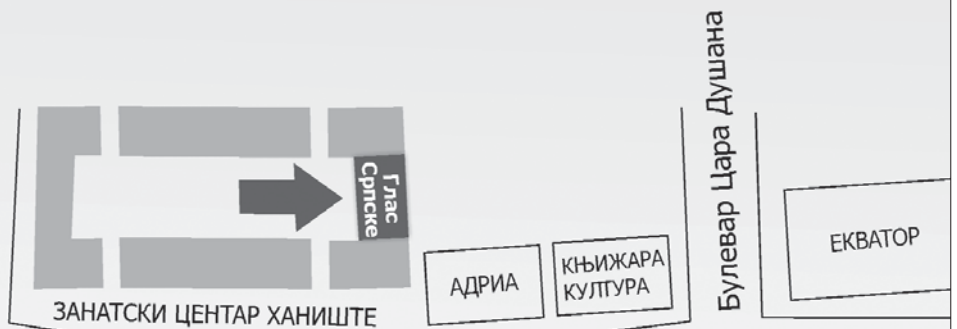 Булевар Цара Душана
Глас
Српске
ЕКВАТОР
АДРИА
КЊИЖАРА
КУЛТУРА
ЗАНАТСКИ ЦЕНТАР ХАНИШТЕ